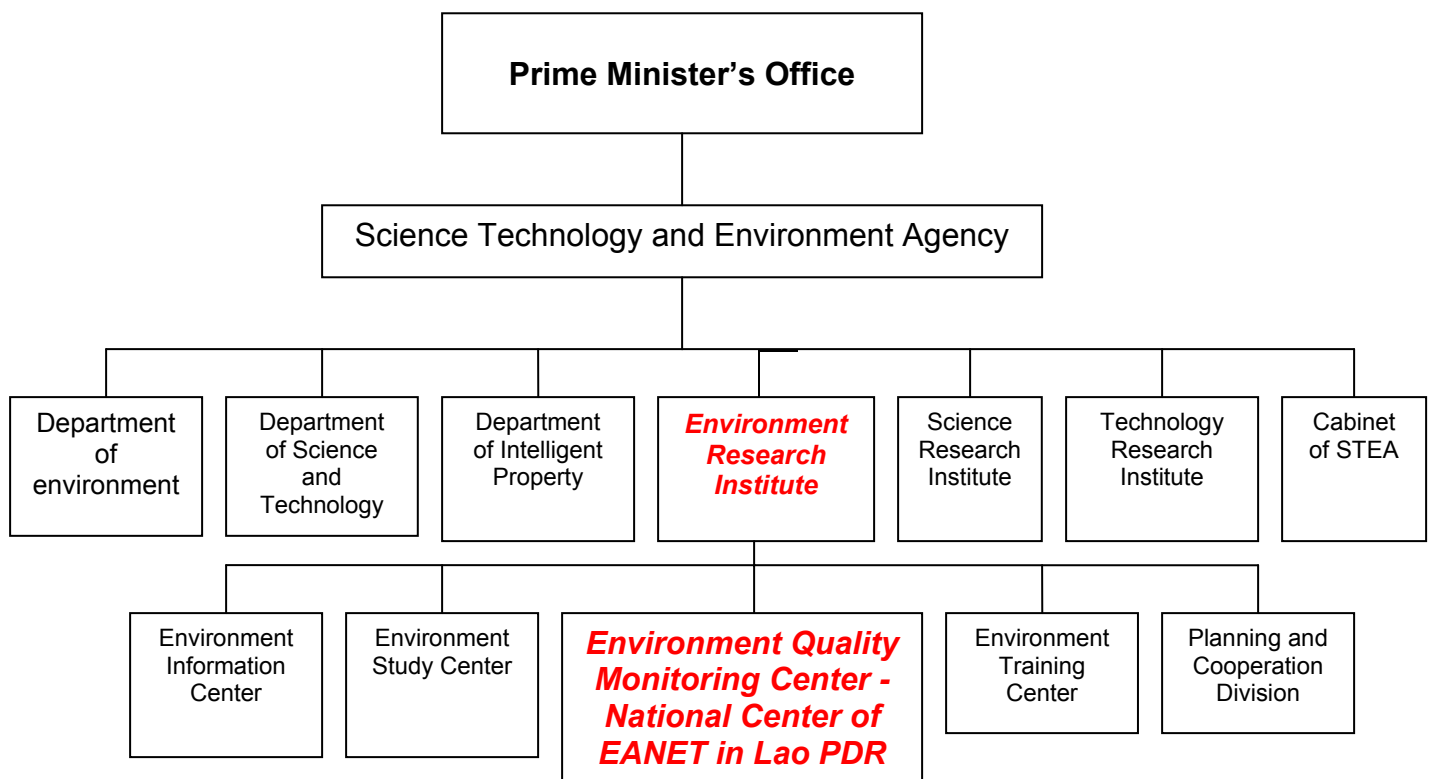 Prime Minister’s Office
Science Technology and Environment Agency
Department
of
environment
Department
of Science
and
Technology
Department
of Intelligent
Property
Environment
Research
Institute
Science
Research
Institute
Technology
Research
Institute
Cabinet
of STEA
Environment
Information
Center
Environment
Study Center
Environment Quality
Monitoring Center -
National Center of
EANET in Lao PDR
Environment
Training
Center
Planning and
Cooperation
Division